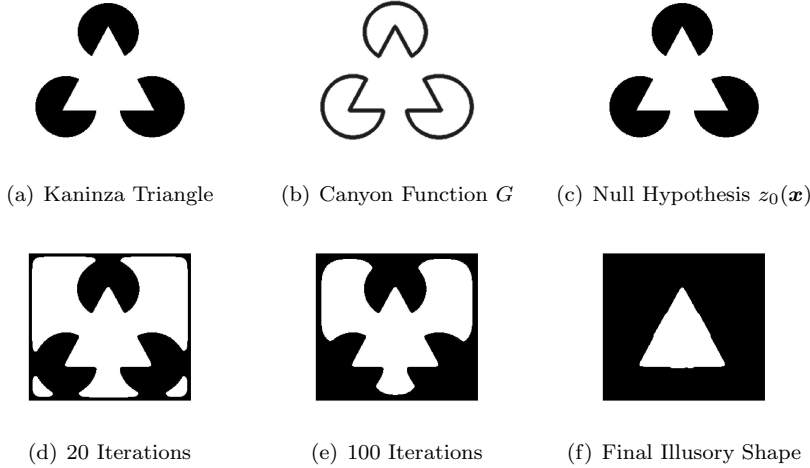 (a) Kaninza Triangle
(b) Canyon Function G
(c) Null Hypothesis z₀(x)
(d) 20 Iterations
(e) 100 Iterations
(f) Final Illusory Shape